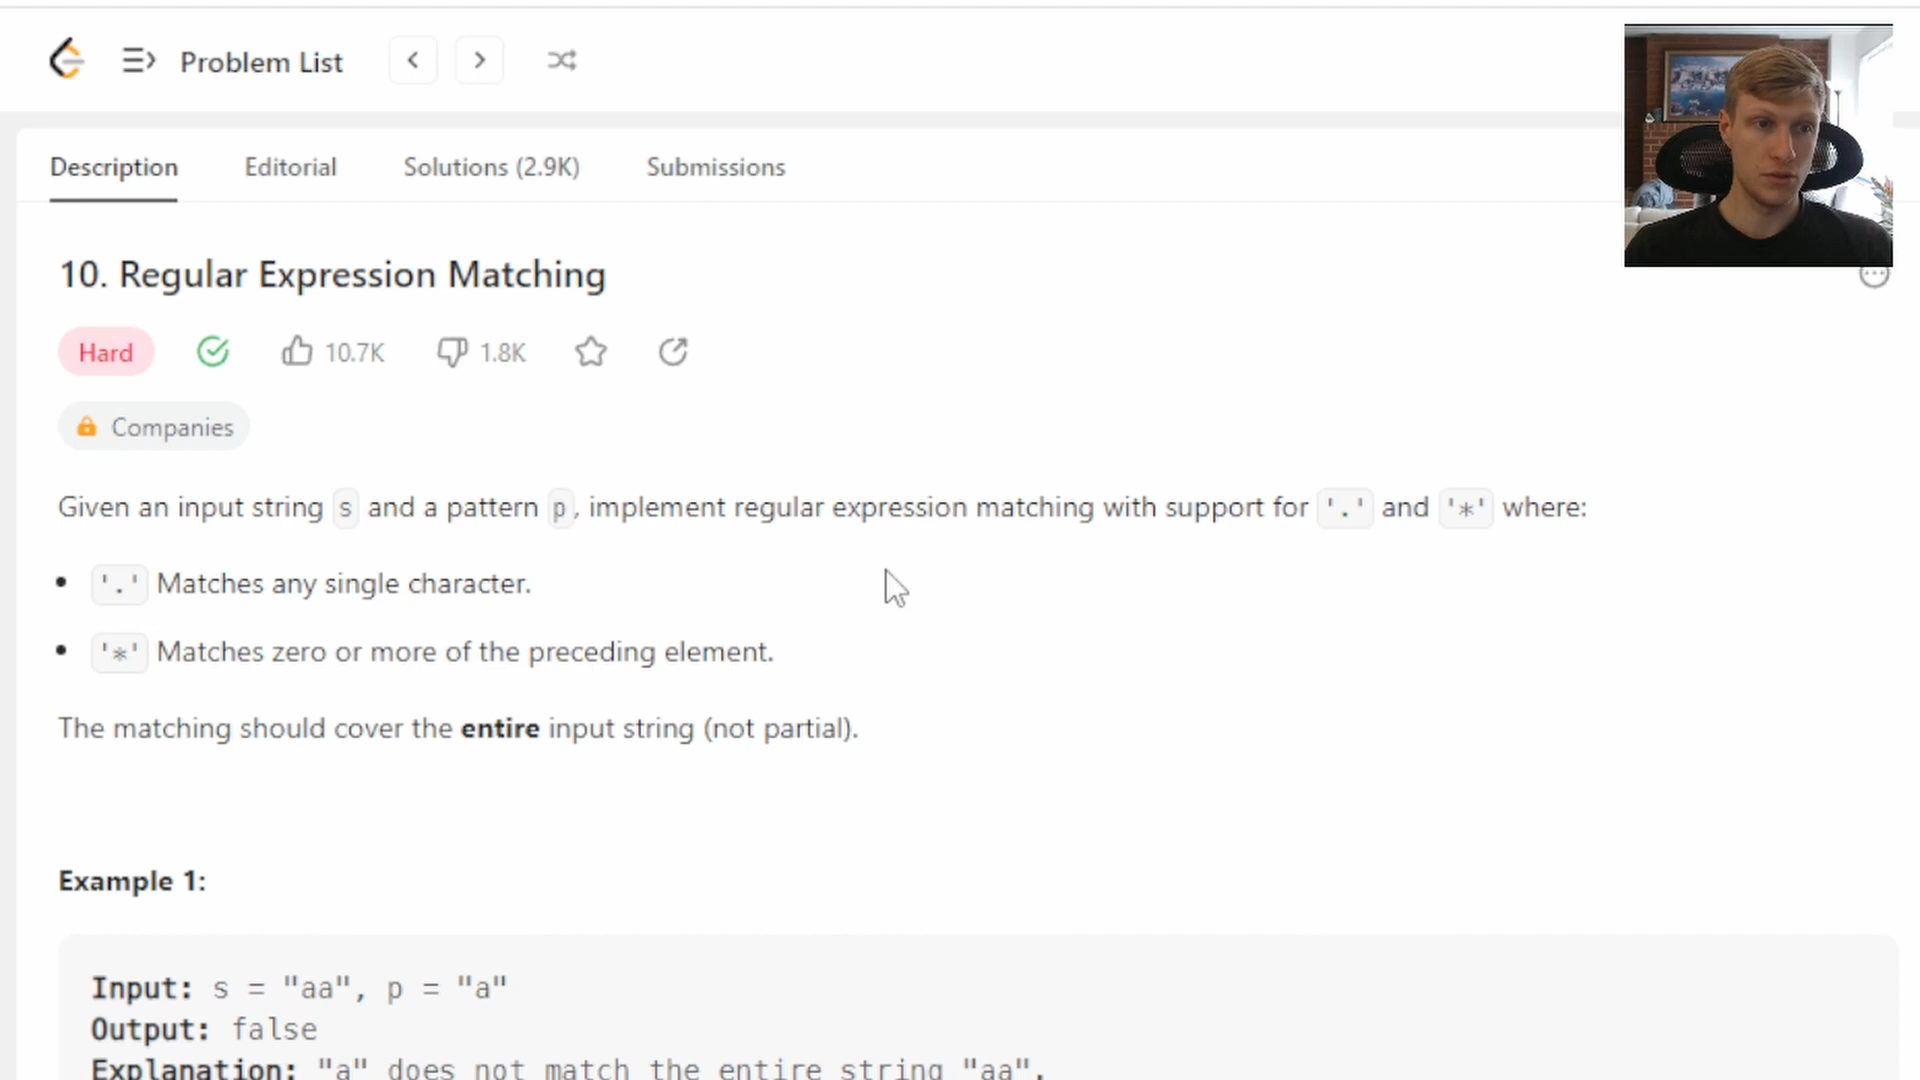 Problem List
Description Editorial Solutions (2.9K) Submissions
10. Regular Expression Matching
Hard 10.7K 1.8K
Companies
Given an input string s and a pattern p, implement regular expression matching with support for '.' and '*' where:
• '.' Matches any single character.
• '*' Matches zero or more of the preceding element.
The matching should cover the entire input string (not partial).
Example 1:
Input: s = "aa", p = "a"
Output: false
Explanation: "a" does not match the entire string "aa".